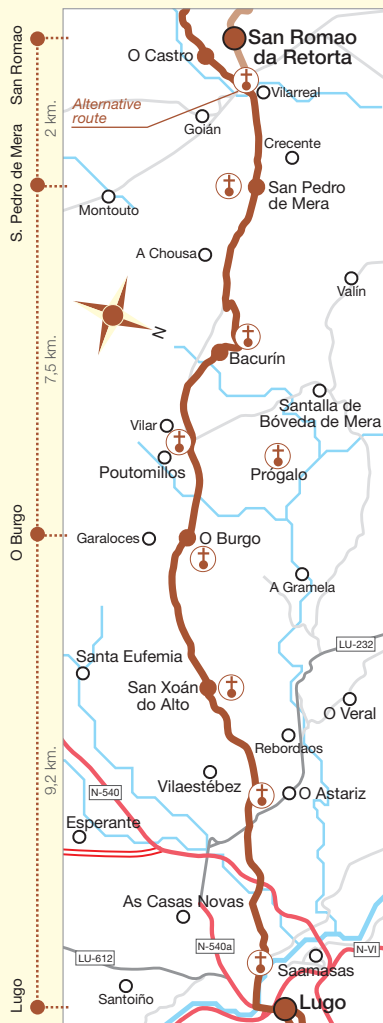 San Romao
2 km.
S. Pedro de Mera
7,5 km.
O Burgo
9,2 km.
Lugo
San Romao
da Retorta
O Castro
Vilarreal
Alternative
route
Goián
Crecente
San Pedro
de Mera
Montouto
A Chousa
Valín
N
Bacurín
Santalla de
Bóveda de Mera
Vilar
Poutomillos
Prógalo
Garaloces
O Burgo
A Gramela
LU-232
Santa Eufemia
San Xoán
do Alto
O Veral
Rebordaos
Vilaestébez
N-540
O Astariz
Esperante
As Casas Novas
N-540a
N-VI
LU-612
Saamasas
Santoiño
Lugo